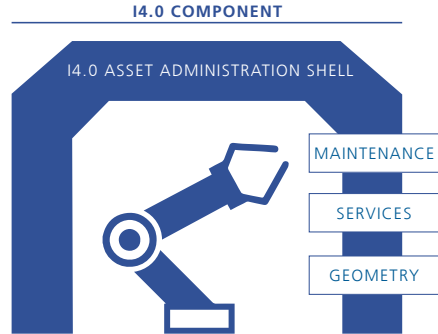 I4.0 COMPONENT
I4.0 ASSET ADMINISTRATION SHELL
MAINTENANCE
SERVICES
GEOMETRY